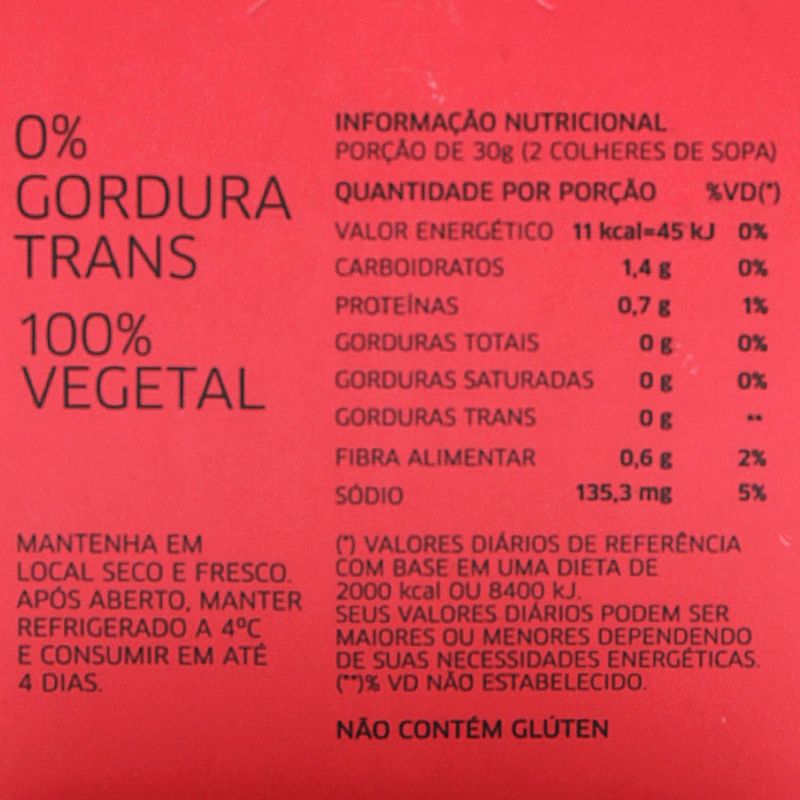 0%
GORDURA
TRANS
100%
VEGETAL
MANTENHA EM
LOCAL SECO E FRESCO.
APÓS ABERTO, MANTER
REFRIGERADO A 4ºC
E CONSUMIR EM ATÉ
4 DIAS.
INFORMAÇÃO NUTRICIONAL
PORÇÃO DE 30g (2 COLHERES DE SOPA)
QUANTIDADE POR PORÇÃO %VD(*)
VALOR ENERGÉTICO 11 kcal=45 kJ 0%
CARBOIDRATOS 1,4 g 0%
PROTEÍNAS 0,7 g 1%
GORDURAS TOTAIS 0 g 0%
GORDURAS SATURADAS 0 g 0%
GORDURAS TRANS 0 g **
FIBRA ALIMENTAR 0,6 g 2%
SÓDIO 135,3 mg 5%
(*) VALORES DIÁRIOS DE REFERÊNCIA
COM BASE EM UMA DIETA DE
2000 kcal OU 8400 kJ.
SEUS VALORES DIÁRIOS PODEM SER
MAIORES OU MENORES DEPENDENDO
DE SUAS NECESSIDADES ENERGÉTICAS.
(**)% VD NÃO ESTABELECIDO.
NÃO CONTÉM GLÚTEN